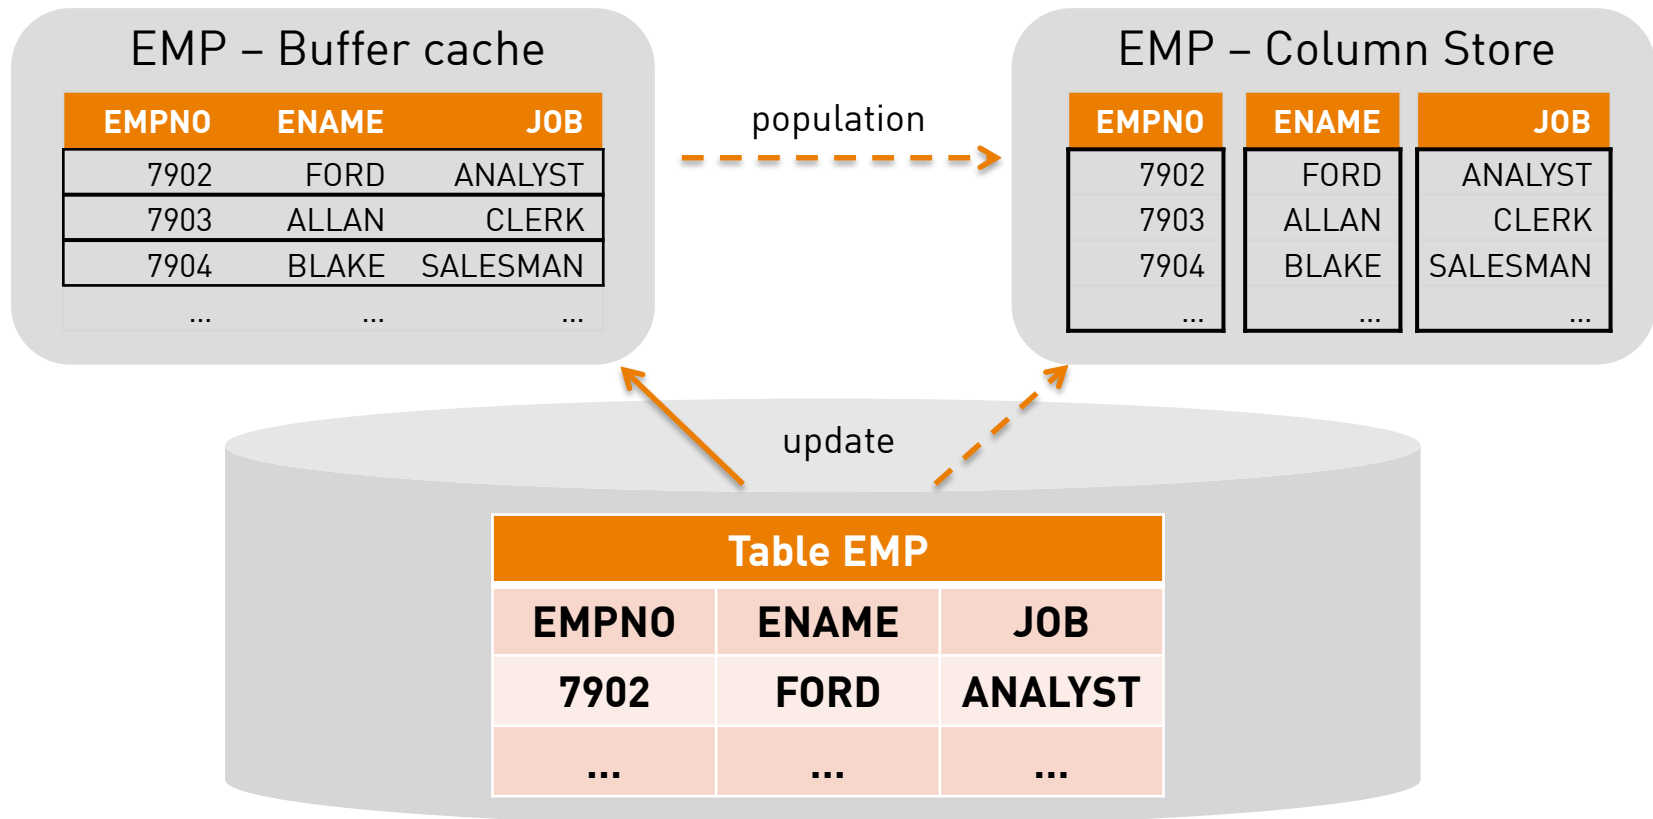 EMP – Buffer cache
EMPNO ENAME JOB
7902 FORD ANALYST
7903 ALLAN CLERK
7904 BLAKE SALESMAN
... ... ...
population
EMP – Column Store
EMPNO ENAME JOB
7902 FORD ANALYST
7903 ALLAN CLERK
7904 BLAKE SALESMAN
... ... ...
update
Table EMP
EMPNO ENAME JOB
7902 FORD ANALYST
... ... ...